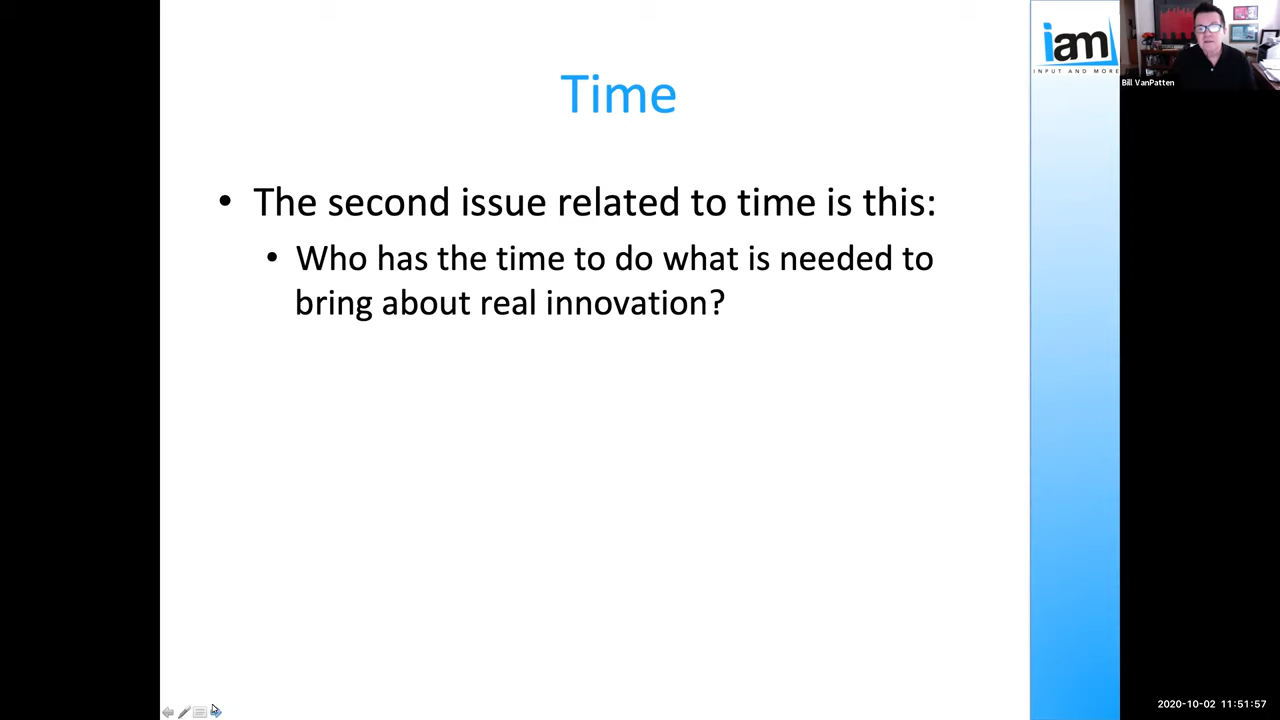 Time
• The second issue related to time is this:
• Who has the time to do what is needed to
bring about real innovation?
iam
INPUT AND MORE
Bill VanPatten
2020-10-02 11:51:57